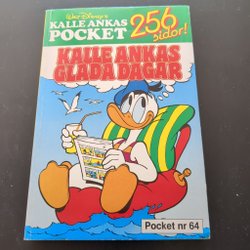 Walt Disney's
KALLE ANKAS
POCKET
256
sidor!
KALLE ANKAS
GLADA DAGAR
Pocket nr 64